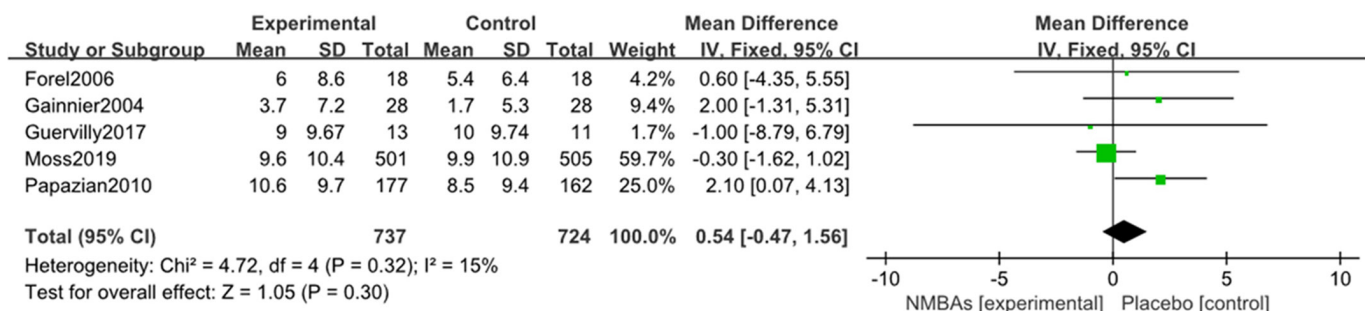 Experimental Control Mean Difference Mean Difference
Study or Subgroup Mean SD Total Mean SD Total Weight IV, Fixed, 95% CI IV, Fixed, 95% CI
Forel2006 6 8.6 18 5.4 6.4 18 4.2% 0.60 [-4.35, 5.55]
Gainnier2004 3.7 7.2 28 1.7 5.3 28 9.4% 2.00 [-1.31, 5.31]
Guervilly2017 9 9.67 13 10 9.74 11 1.7% -1.00 [-8.79, 6.79]
Moss2019 9.6 10.4 501 9.9 10.9 505 59.7% -0.30 [-1.62, 1.02]
Papazian2010 10.6 9.7 177 8.5 9.4 162 25.0% 2.10 [0.07, 4.13]
Total (95% CI) 737 724 100.0% 0.54 [-0.47, 1.56]
Heterogeneity: Chi² = 4.72, df = 4 (P = 0.32); I² = 15%
Test for overall effect: Z = 1.05 (P = 0.30)
-10 -5 0 5 10
NMBAs [experimental] Placebo [control]